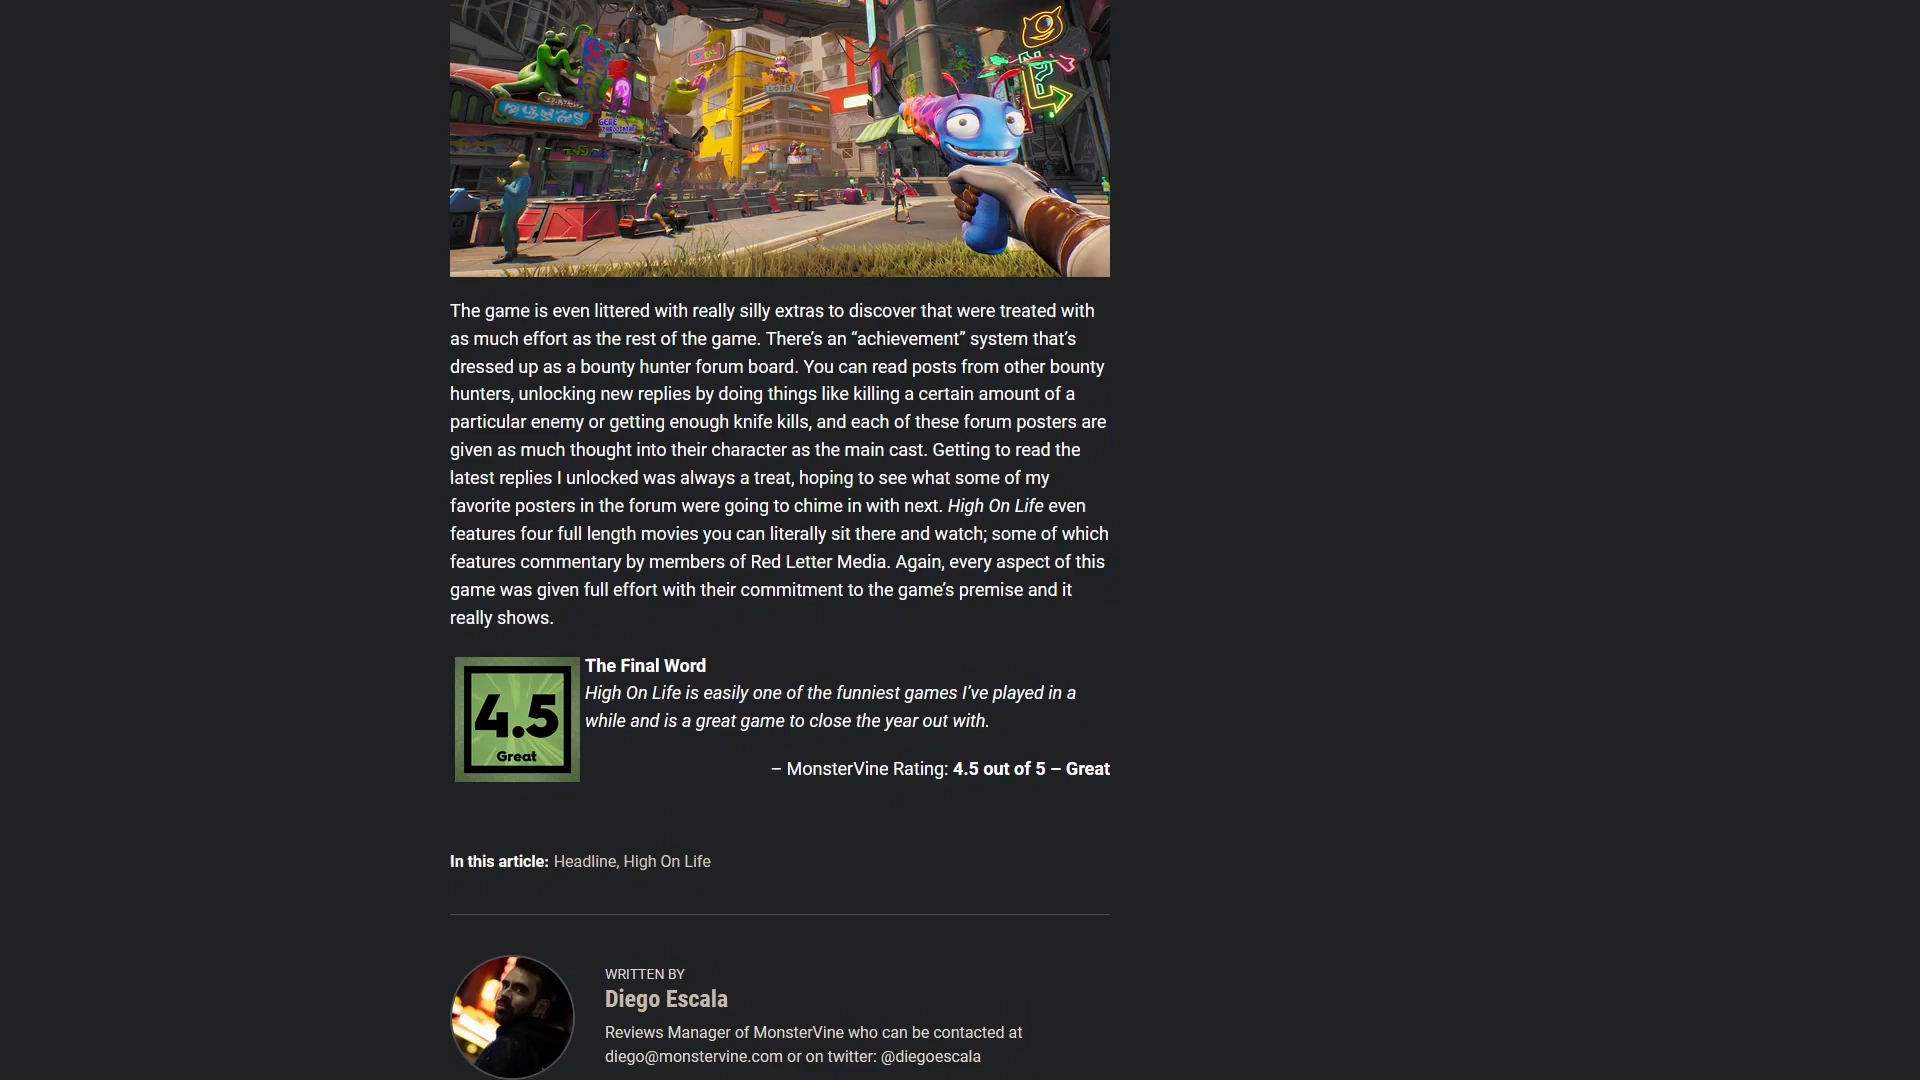 The game is even littered with really silly extras to discover that were treated with
as much effort as the rest of the game. There’s an “achievement” system that’s
dressed up as a bounty hunter forum board. You can read posts from other bounty
hunters, unlocking new replies by doing things like killing a certain amount of a
particular enemy or getting enough knife kills, and each of these forum posters are
given as much thought into their character as the main cast. Getting to read the
latest replies I unlocked was always a treat, hoping to see what some of my
favorite posters in the forum were going to chime in with next. High On Life even
features four full length movies you can literally sit there and watch; some of which
features commentary by members of Red Letter Media. Again, every aspect of this
game was given full effort with their commitment to the game’s premise and it
really shows.
4.5
Great
The Final Word
High On Life is easily one of the funniest games I’ve played in a
while and is a great game to close the year out with.
– MonsterVine Rating: 4.5 out of 5 – Great
In this article: Headline, High On Life
WRITTEN BY
Diego Escala
Reviews Manager of MonsterVine who can be contacted at
diego@monstervine.com or on twitter: @diegoescala